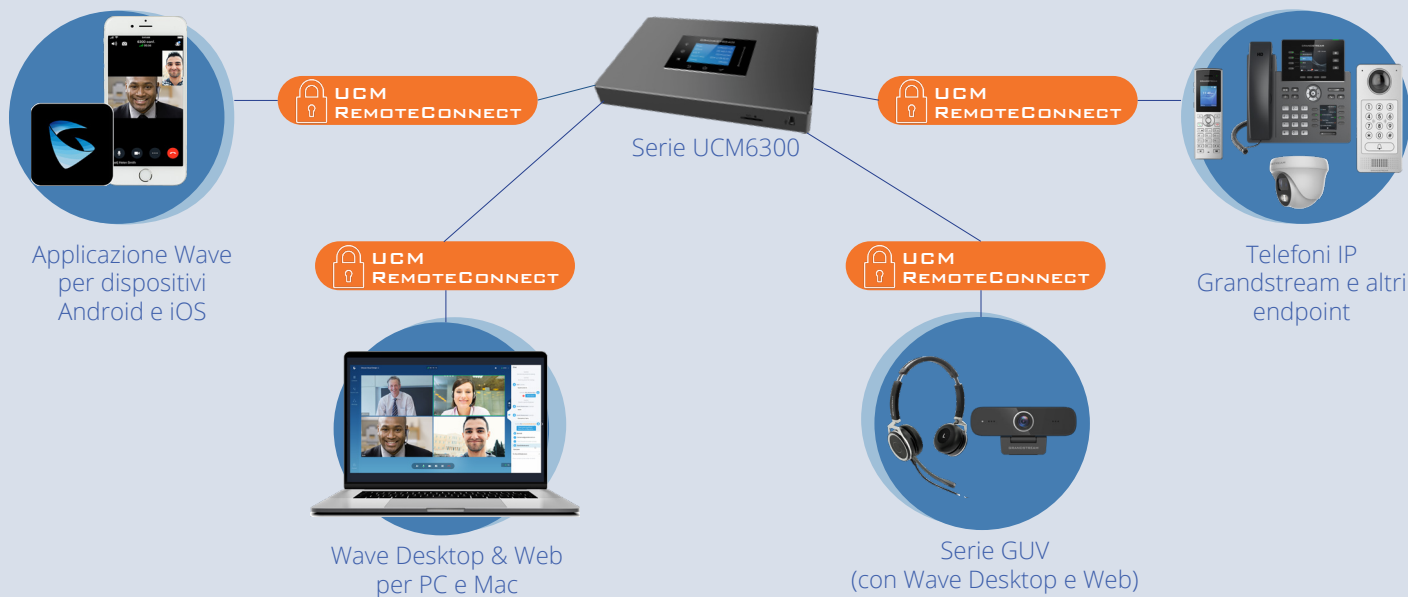 UCM
REMOTECONNECT
UCM
REMOTECONNECT
Serie UCM6300
Applicazione Wave
per dispositivi
Android e iOS
UCM
REMOTECONNECT
UCM
REMOTECONNECT
Telefoni IP
Grandstream e altri
endpoint
Wave Desktop & Web
per PC e Mac
Serie GUV
(con Wave Desktop e Web)